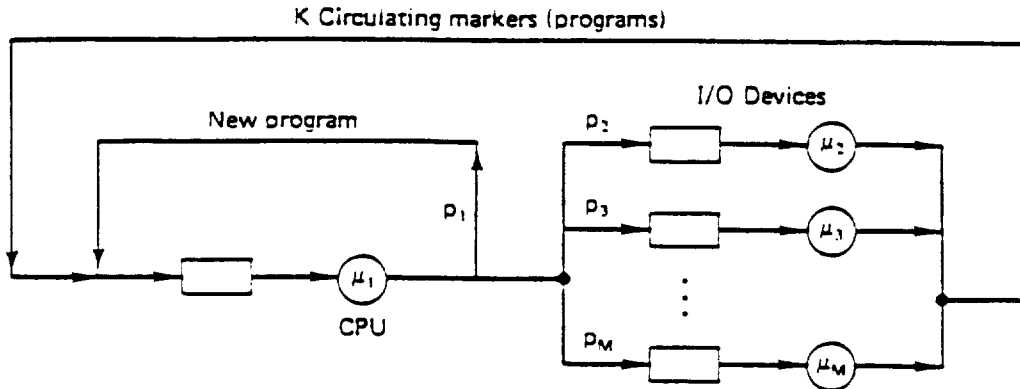 K Circulating markers (programs)
I/O Devices
New program
p₂
μ₂
p₁
p₃
μ₃
μ₁
CPU
p_M
μ_M